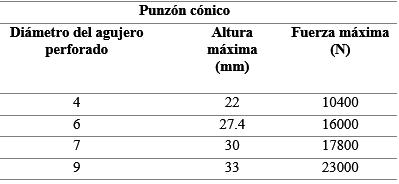 Punzón cónico
Diámetro del agujero perforado Altura máxima (mm) Fuerza máxima (N)
4 22 10400
6 27.4 16000
7 30 17800
9 33 23000